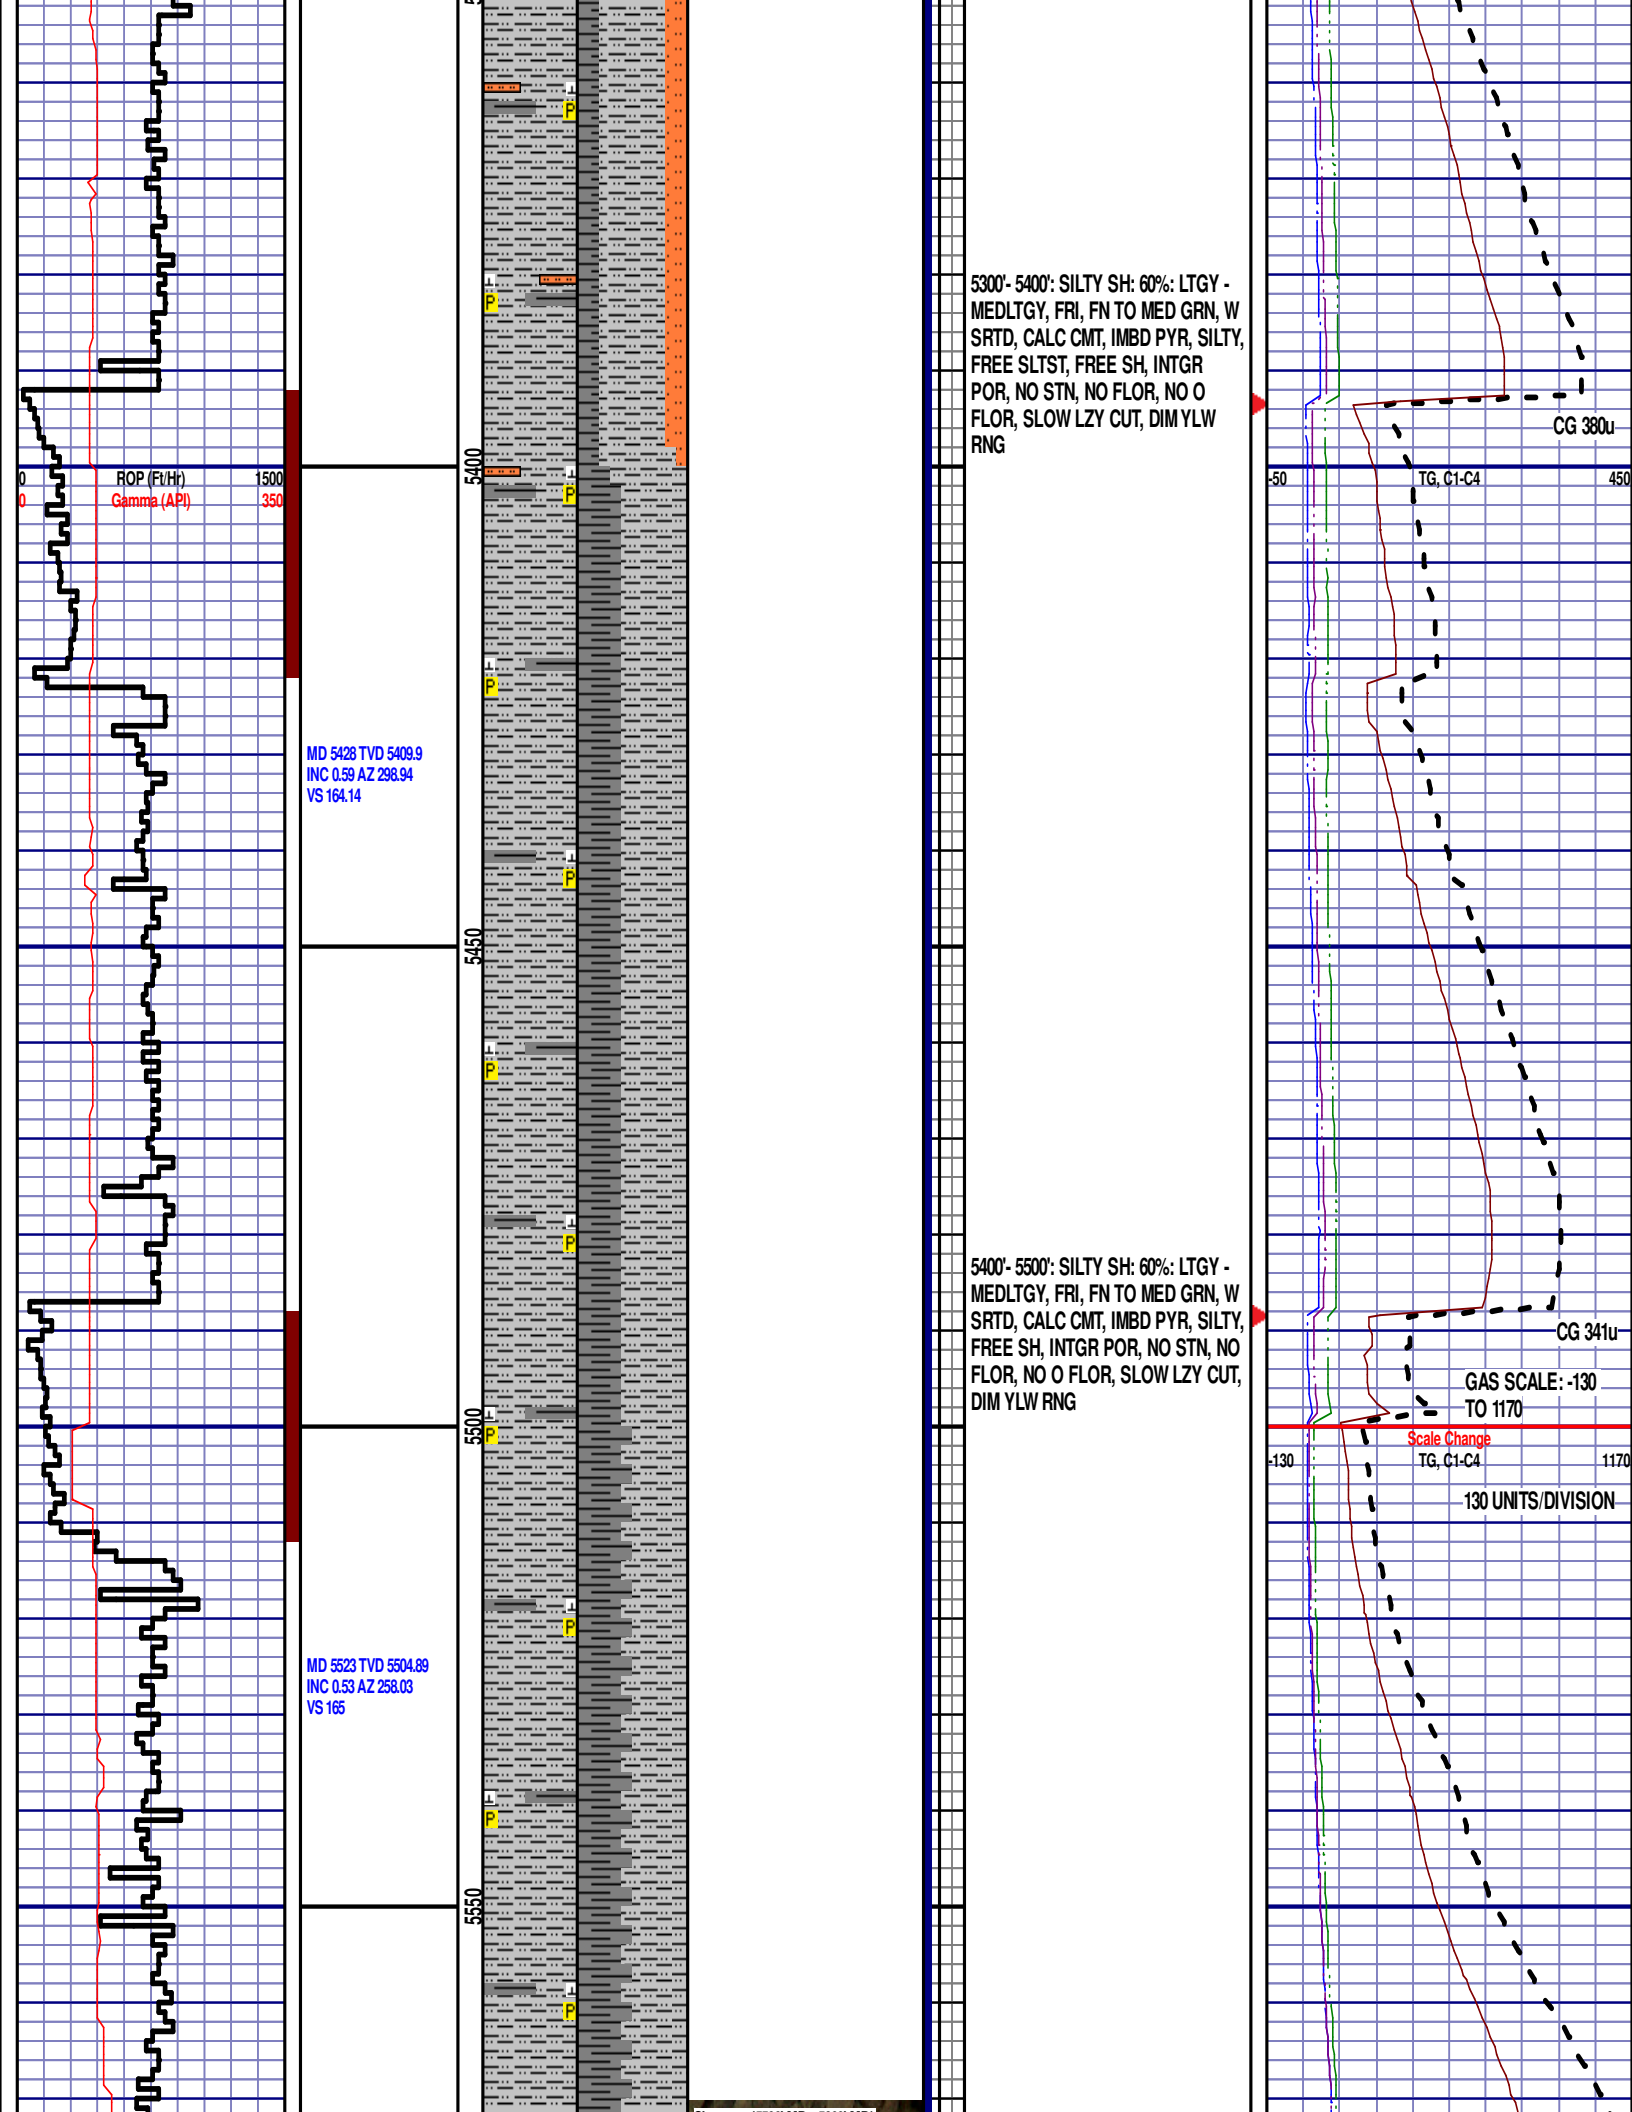 5300'- 5400': SILTY SH: 60%: LTGY -
MEDLTGY, FRI, FN TO MED GRN, W
SRTD, CALC CMT, IMBD PYR, SILTY,
FREE SLTST, FREE SH, INTGR
POR, NO STN, NO FLOR, NO O
FLOR, SLOW LZY CUT, DIM YLW
RNG
CG 380u
5400
0 ROP (Ft/Hr) 1500
0 Gamma (API) 350
-50 TG, C1-C4 450
MD 5428 TVD 5409.9
INC 0.59 AZ 298.94
VS 164.14
5450
5400'- 5500': SILTY SH: 60%: LTGY -
MEDLTGY, FRI, FN TO MED GRN, W
SRTD, CALC CMT, IMBD PYR, SILTY,
FREE SH, INTGR POR, NO STN, NO
FLOR, NO O FLOR, SLOW LZY CUT,
DIM YLW RNG
CG 341u
GAS SCALE: -130
TO 1170
5500
Scale Change
-130 TG, C1-C4 1170
130 UNITS/DIVISION
MD 5523 TVD 5504.89
INC 0.53 AZ 258.03
VS 165
5550
P
P
P
P
P
P
P
P
P
P
P